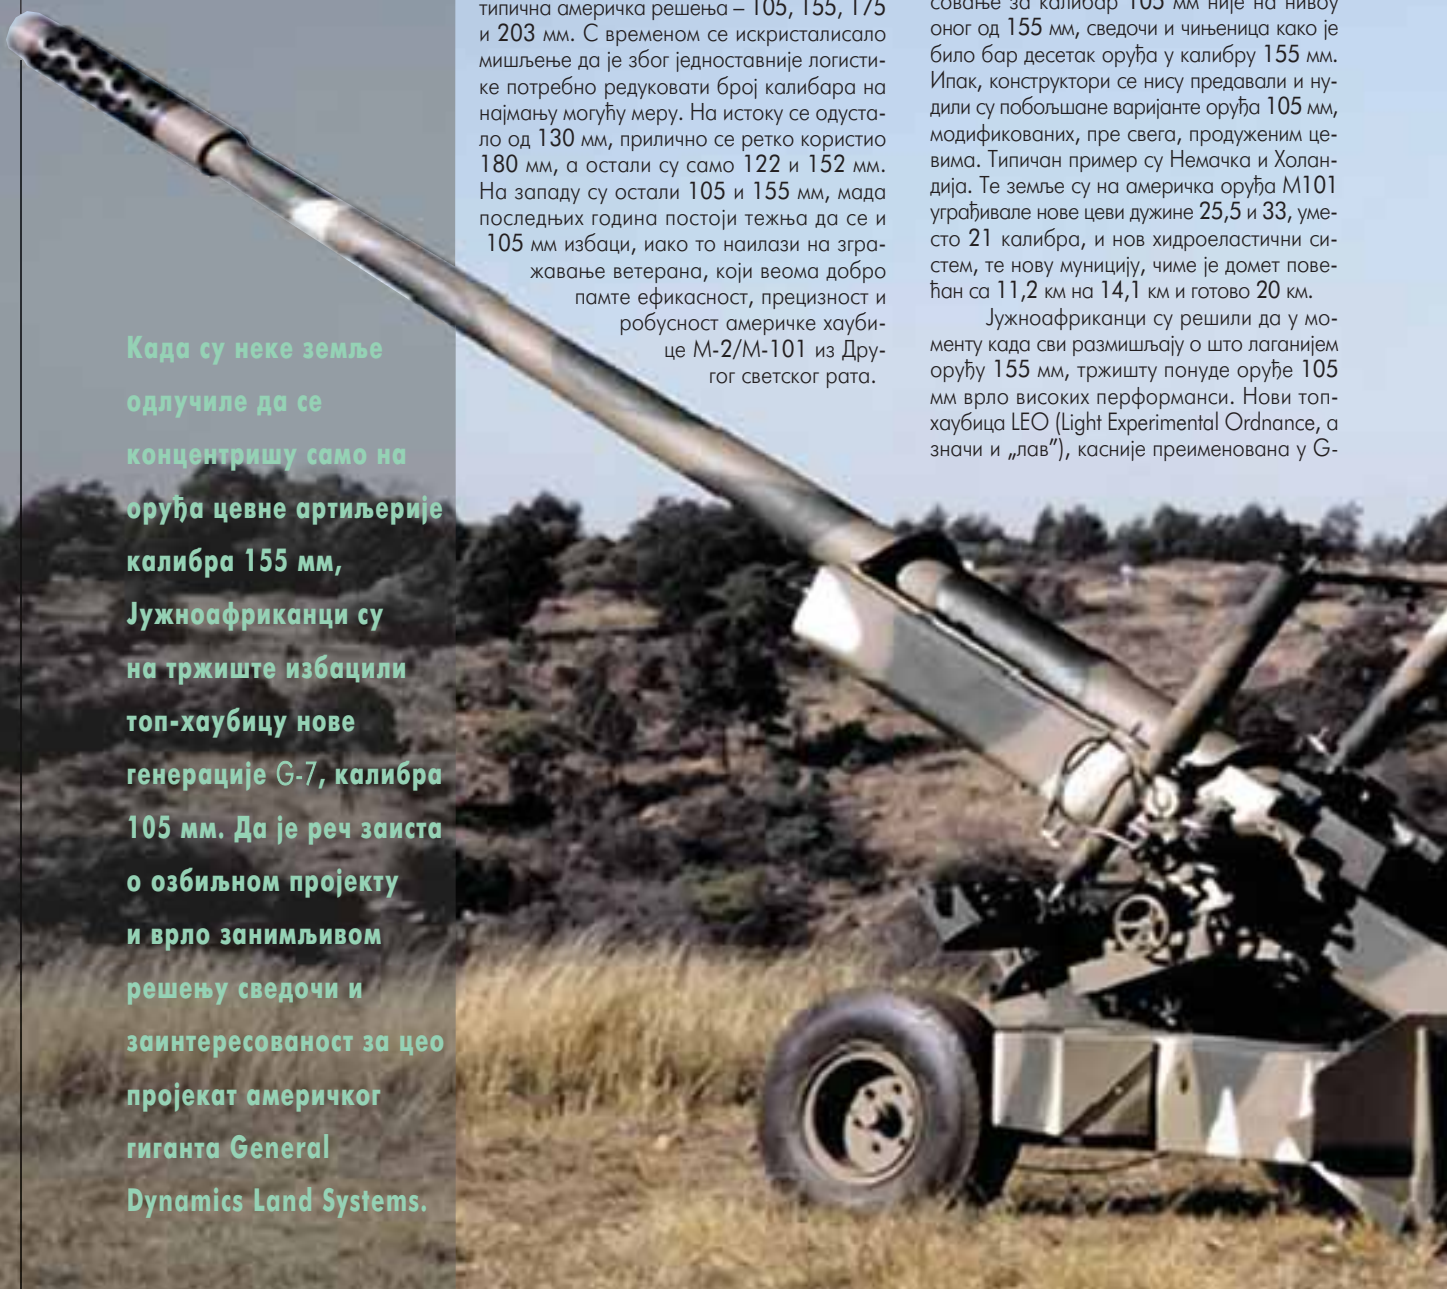 Када су неке земље
одлучиле да се
концентришу само на
оруђа цевне артиљерије
калибра 155 мм,
Јужноафриканци су
на тржиште избацили
топ-хаубицу нове
генерације G-7, калибра
105 мм. Да је реч заиста
о озбиљном пројекту
и врло занимљивом
решењу сведочи и
заинтересованост за цео
пројекат америчког
гиганта General
Dynamics Land Systems.
типична америчка решења – 105, 155, 175
и 203 мм. С временом се искристалисало
мишљење да је због једноставније логисти-
ке потребно редуковати број калибара на
најмању могућу меру. На истоку се одуста-
ло од 130 мм, прилично се ретко користио
180 мм, а остали су само 122 и 152 мм.
На западу су остали 105 и 155 мм, мада
последњих година постоји тежња да се и
105 мм избаци, иако то наилази на згра-
жавање ветерана, који веома добро
памте ефикасност, прецизност и
робусност америчке хауби-
це М-2/М-101 из Дру-
гог светског рата.
совање за калибар 105 мм није на нивоу
оног од 155 мм, сведочи и чињеница како је
било бар десетак оруђа у калибру 155 мм.
Ипак, конструктори се нису предавали и ну-
дили су побољшане варијанте оруђа 105 мм,
модификованих, пре свега, продуженим це-
вима. Типичан пример су Немачка и Холан-
дија. Те земље су на америчка оруђа М101
уграђивале нове цеви дужине 25,5 и 33, уме-
сто 21 калибра, и нов хидроеластични си-
стем, те нову муницију, чиме је домет пове-
ћан са 11,2 км на 14,1 км и готово 20 км.
Јужноафриканци су решили да у мо-
менту када сви размишљају о што лаганијем
оруђу 155 мм, тржишту понуде оруђе 105
мм врло високих перформанси. Нови топ-
хаубица LEO (Light Experimental Ordnance, а
значи и „лав”), касније преименована у G-